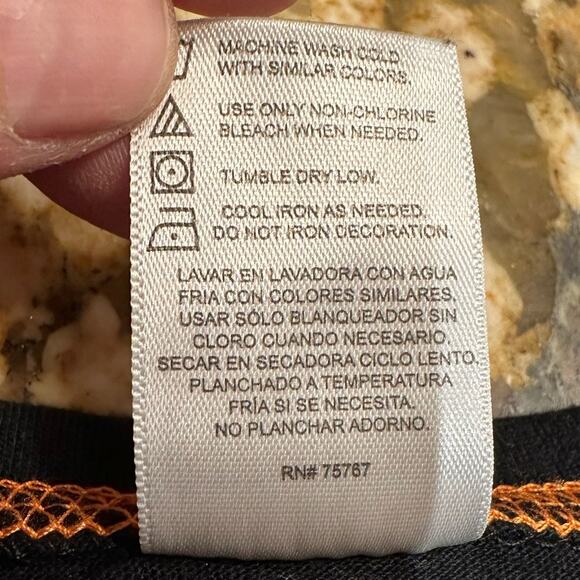 MACHINE WASH COLD
WITH SIMILAR COLORS.
USE ONLY NON-CHLORINE
BLEACH WHEN NEEDED.
TUMBLE DRY LOW.
COOL IRON AS NEEDED.
DO NOT IRON DECORATION.
LAVAR EN LAVADORA CON AGUA
FRIA CON COLORES SIMILARES.
USAR SÓLO BLANQUEADOR SIN
CLORO CUANDO NECESARIO.
SECAR EN SECADORA CICLO LENTO.
PLANCHADO A TEMPERATURA
FRÍA SI SE NECESITA.
NO PLANCHAR ADORNO.
RN# 75767